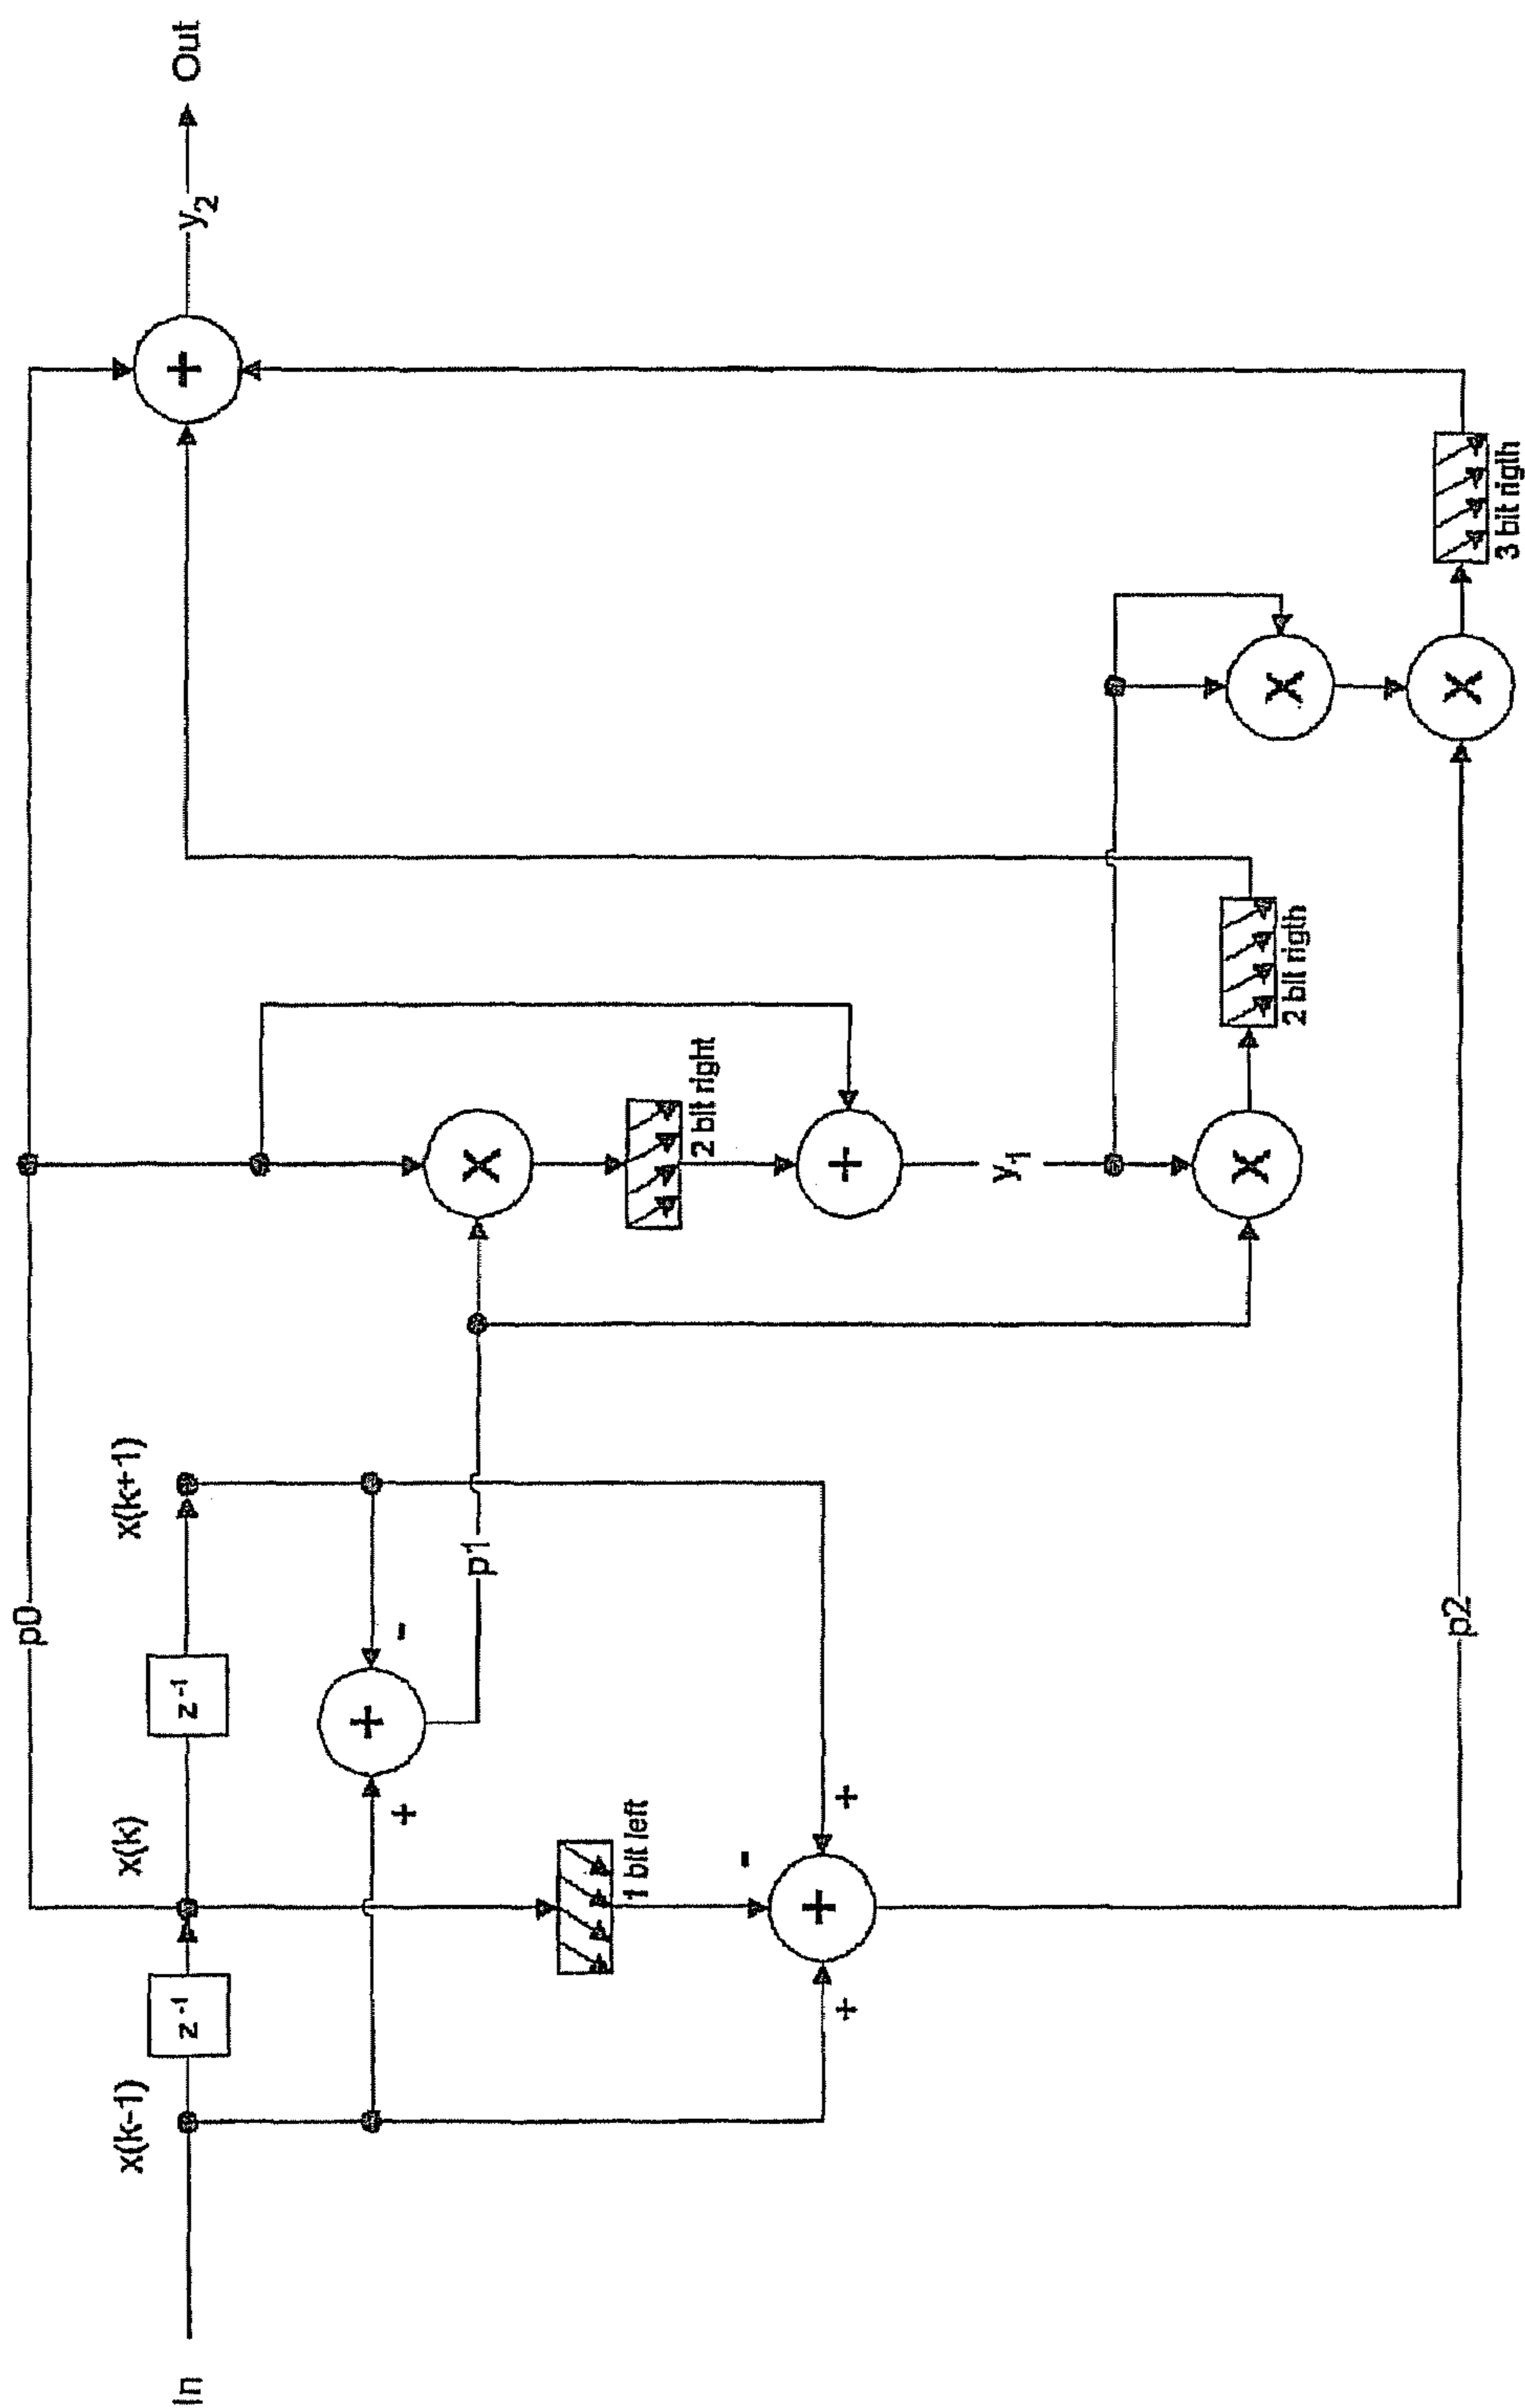 In
x(k-1)
z-1
x(k)
z-1
x(k+1)
p0
+
y2
Out
+
+
-
p1
X
2 bit right
+
y1
1 bit left
-
+
+
+
X
2 bit rigth
X
X
3 bit rigth
p2